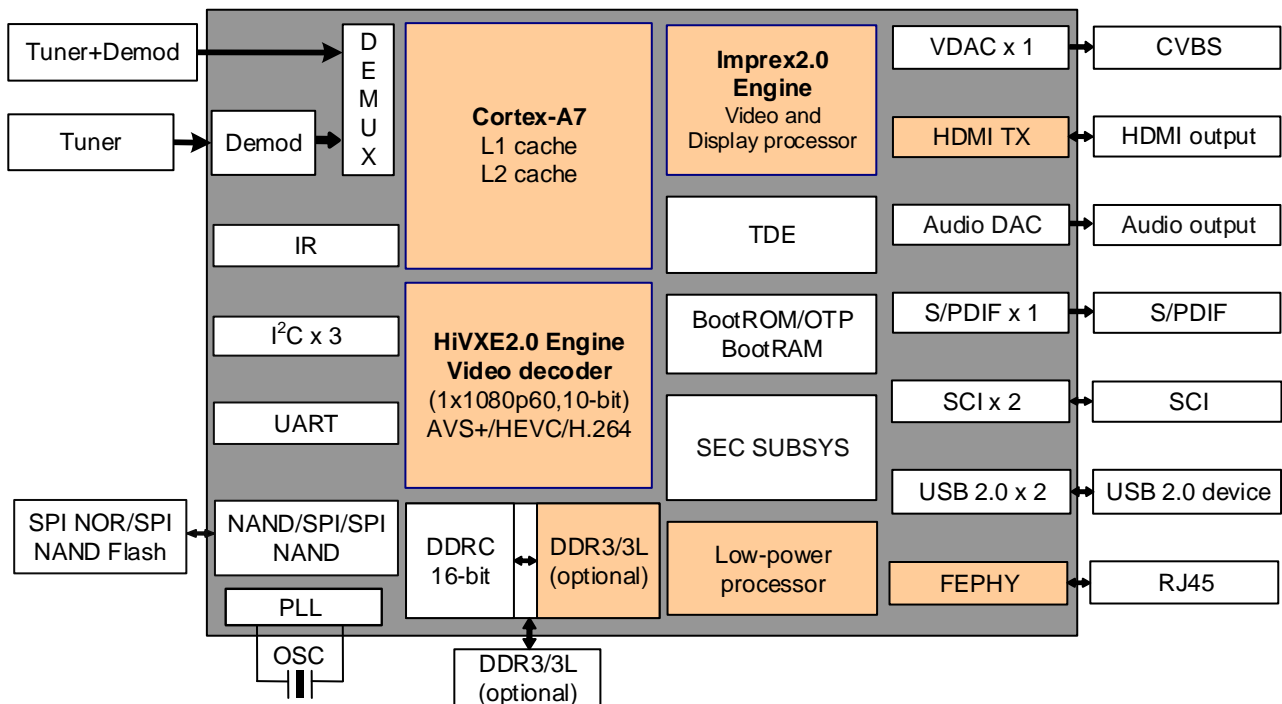 Tuner+Demod
Tuner
Demod
D
E
M
U
X
IR
I²C x 3
UART
SPI NOR/SPI
NAND Flash
NAND/SPI/SPI
NAND
PLL
OSC
Cortex-A7
L1 cache
L2 cache
HiVXE2.0 Engine
Video decoder
(1x1080p60,10-bit)
AVS+/HEVC/H.264
DDRC
16-bit
DDR3/3L
(optional)
DDR3/3L
(optional)
Imprex2.0
Engine
Video and
Display processor
TDE
BootROM/OTP
BootRAM
SEC SUBSYS
Low-power
processor
VDAC x 1
CVBS
HDMI TX
HDMI output
Audio DAC
Audio output
S/PDIF x 1
S/PDIF
SCI x 2
SCI
USB 2.0 x 2
USB 2.0 device
FEPHY
RJ45